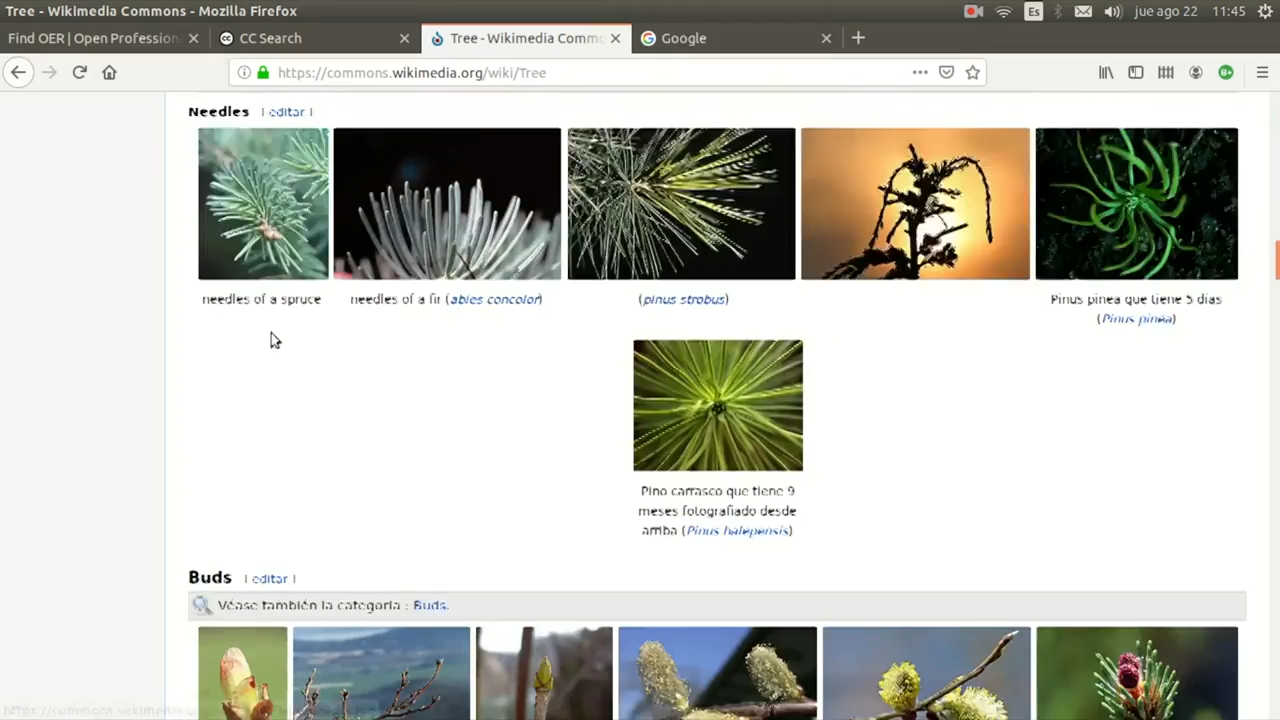 Tree - Wikimedia Commons - Mozilla Firefox
Es
jue ago 22
11:45
Find OER | Open Profession
CC Search
Tree - Wikimedia Commo
Google
https://commons.wikimedia.org/wiki/Tree
Needles [ editar ]
needles of a spruce
needles of a fir (abies concolor)
(pinus strobus)
Pinus pinea que tiene 5 días
(Pinus pinea)
Pino carrasco que tiene 9
meses fotografiado desde
arriba (Pinus halepensis)
Buds [ editar ]
Véase también la categoría : Buds.